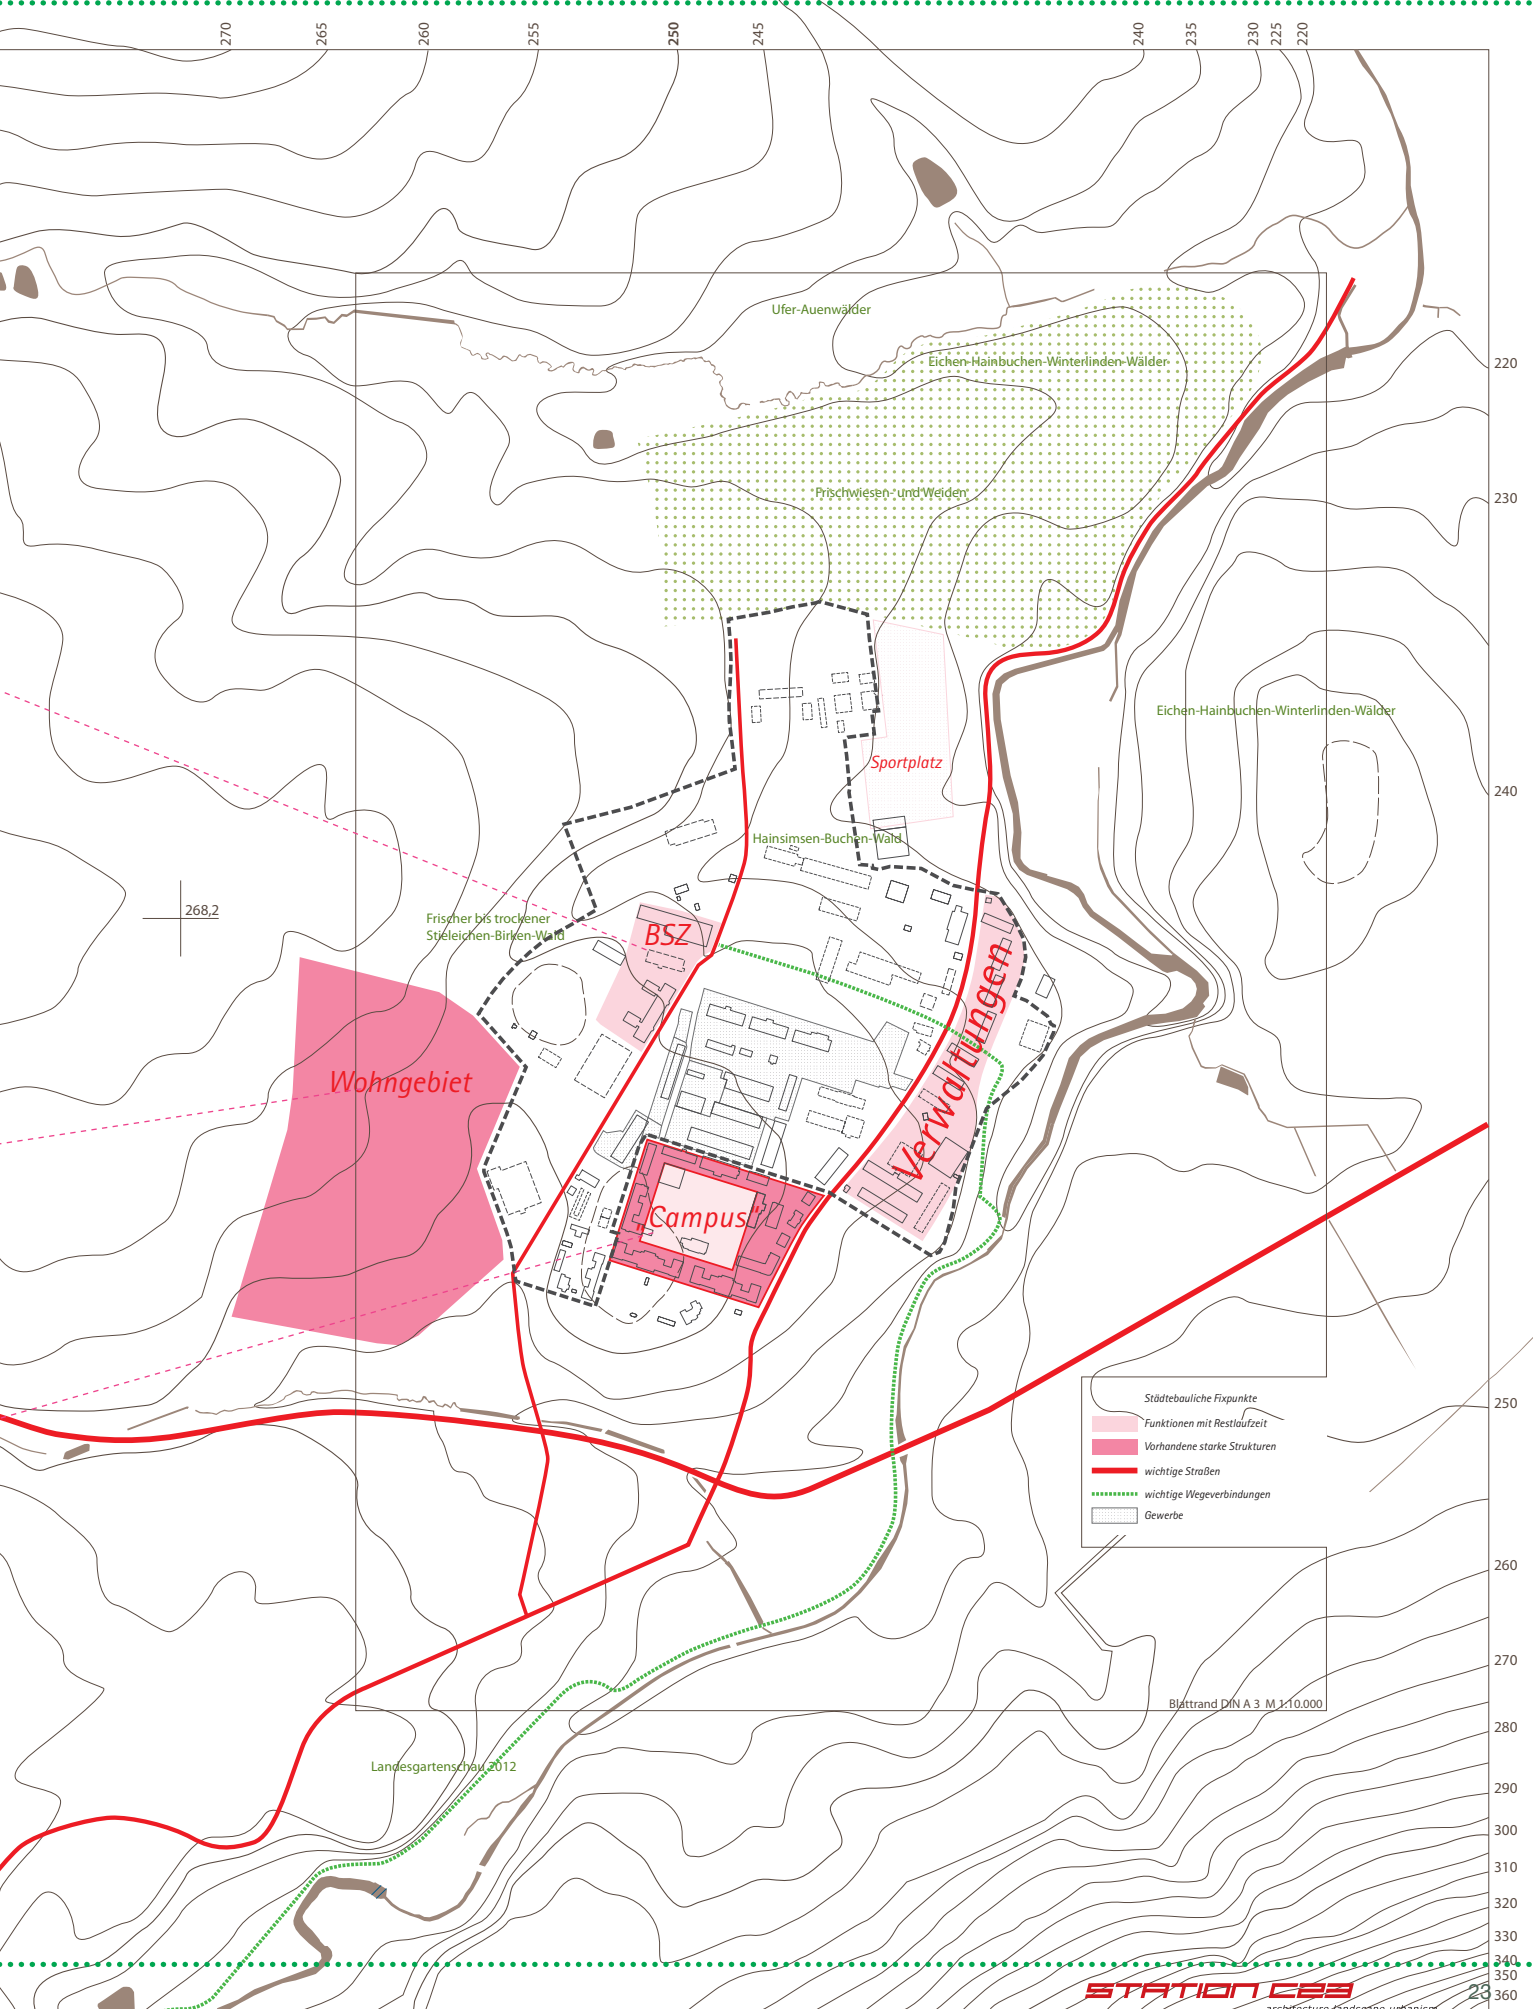 270
265
260
255
250
245
240
235
230
225
220
Ufer-Auenwälder
Eichen-Hainbuchen-Winterlinden-Wälder
220
Frischwiesen- und Weiden
230
Eichen-Hainbuchen-Winterlinden-Wälder
Sportplatz
240
Hainsimsen-Buchen-Wald
268,2
Frischer bis trockener
Stieleichen-Birken-Wald
BSZ
Verwaltungen
Wohngebiet
„Campus“
Städtebauliche Fixpunkte
Funktionen mit Restlaufzeit
Vorhandene starke Strukturen
wichtige Straßen
wichtige Wegeverbindungen
Gewerbe
250
260
270
Blattrand DIN A 3 M 1:10.000
280
Landesgartenschau 2012
290
300
310
320
330
340
350
360
STATION C23
architecture landscape urbanism
23